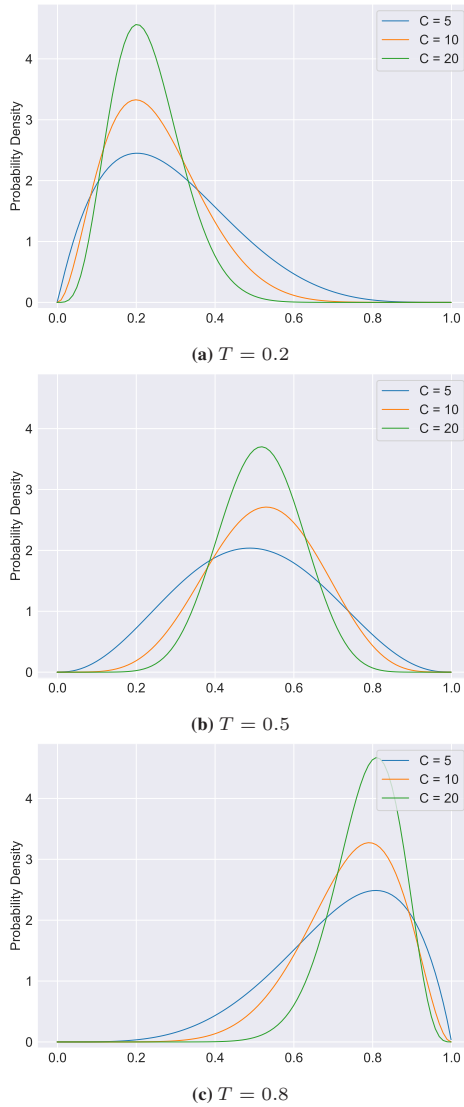 C = 5
C = 10
C = 20
Probability Density
4
3
2
1
0
0.0 0.2 0.4 0.6 0.8 1.0
(a) T = 0.2
C = 5
C = 10
C = 20
Probability Density
4
3
2
1
0
0.0 0.2 0.4 0.6 0.8 1.0
(b) T = 0.5
C = 5
C = 10
C = 20
Probability Density
4
3
2
1
0
0.0 0.2 0.4 0.6 0.8 1.0
(c) T = 0.8